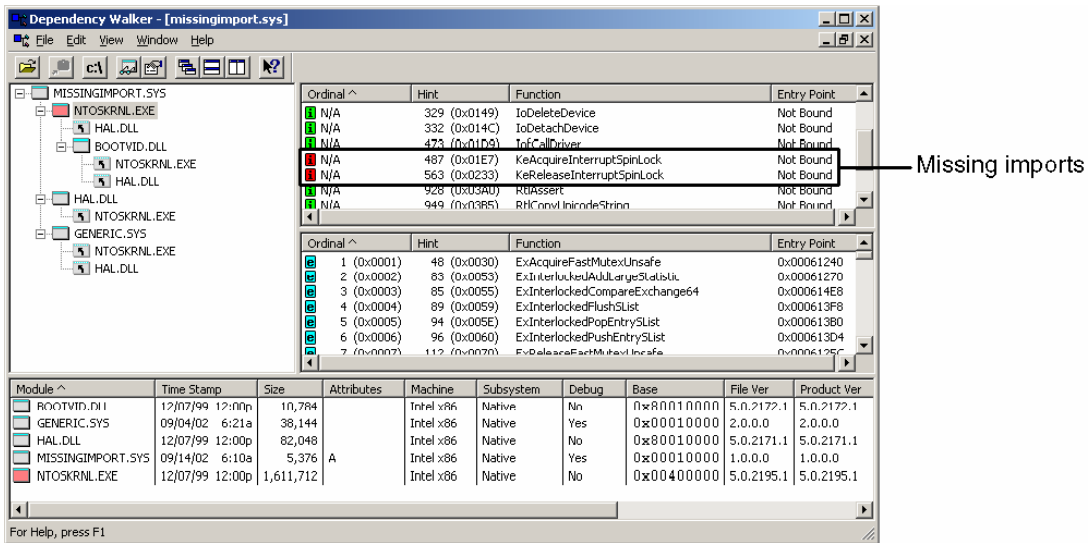 Dependency Walker - [missingimport.sys]
File Edit View Window Help
c:\
MISSINGIMPORT.SYS
NTOSKRNL.EXE
HAL.DLL
BOOTVID.DLL
NTOSKRNL.EXE
HAL.DLL
HAL.DLL
NTOSKRNL.EXE
GENERIC.SYS
NTOSKRNL.EXE
HAL.DLL
Ordinal ^ Hint Function Entry Point
N/A 329 (0x0149) IoDeleteDevice Not Bound
N/A 332 (0x014C) IoDetachDevice Not Bound
N/A 473 (0x01D9) IofCallDriver Not Bound
N/A 487 (0x01E7) KeAcquireInterruptSpinLock Not Bound
N/A 563 (0x0233) KeReleaseInterruptSpinLock Not Bound
N/A 928 (0x03A0) RtlAssert Not Bound
N/A 949 (0x03B5) RtlCopyUnicodeString Not Bound
Missing imports
Ordinal ^ Hint Function Entry Point
1 (0x0001) 48 (0x0030) ExAcquireFastMutexUnsafe 0x00061240
2 (0x0002) 83 (0x0053) ExInterlockedAddLargeStatistic 0x00061270
3 (0x0003) 85 (0x0055) ExInterlockedCompareExchange64 0x000614E8
4 (0x0004) 89 (0x0059) ExInterlockedFlushSList 0x000613F8
5 (0x0005) 94 (0x005E) ExInterlockedPopEntrySList 0x000613B0
6 (0x0006) 96 (0x0060) ExInterlockedPushEntrySList 0x000613D4
7 (0x0007) 112 (0x0070) ExReleaseFastMutexUnsafe 0x0006125C
Module ^ Time Stamp Size Attributes Machine Subsystem Debug Base File Ver Product Ver
BOOTVID.DLL 12/07/99 12:00p 10,784 Intel x86 Native No 0x80010000 5.0.2172.1 5.0.2172.1
GENERIC.SYS 09/04/02 6:21a 38,144 Intel x86 Native Yes 0x00010000 2.0.0.0 2.0.0.0
HAL.DLL 12/07/99 12:00p 82,048 Intel x86 Native No 0x80010000 5.0.2171.1 5.0.2171.1
MISSINGIMPORT.SYS 09/14/02 6:10a 5,376 A Intel x86 Native Yes 0x00010000 1.0.0.0 1.0.0.0
NTOSKRNL.EXE 12/07/99 12:00p 1,611,712 Intel x86 Native No 0x00400000 5.0.2195.1 5.0.2195.1
For Help, press F1